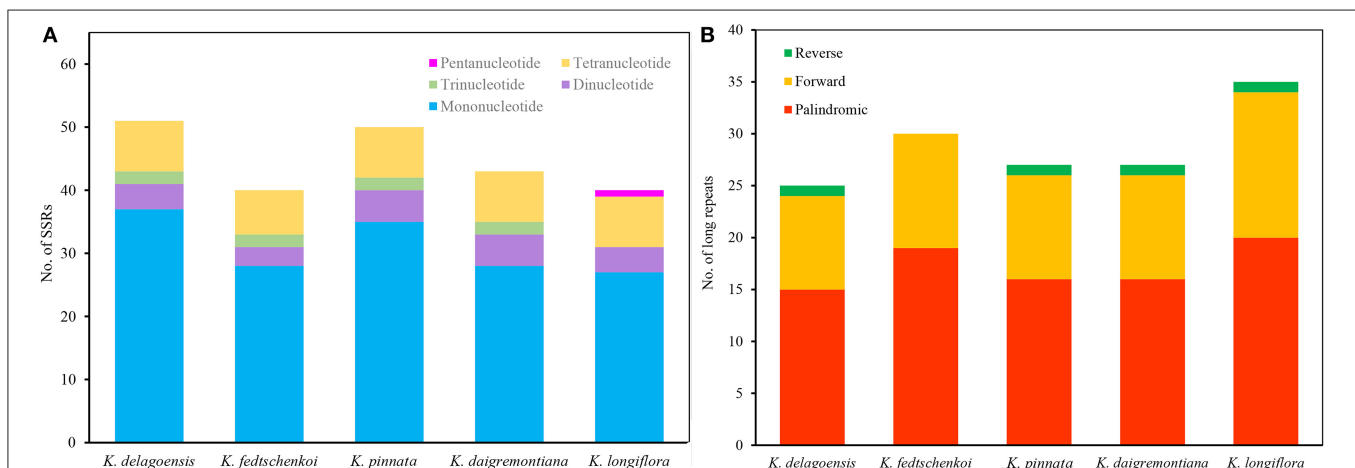 A
No. of SSRs
60
50
40
30
20
10
0
Pentanucleotide Tetranucleotide
Trinucleotide Dinucleotide
Mononucleotide
K. delagoensis K. fedtschenkoi K. pinnata K. daigremontiana K. longiflora
B
No. of long repeats
40
35
30
25
20
15
10
5
0
Reverse
Forward
Palindromic
K. delagoensis K. fedtschenkoi K. pinnata K. daigremontiana K. longiflora